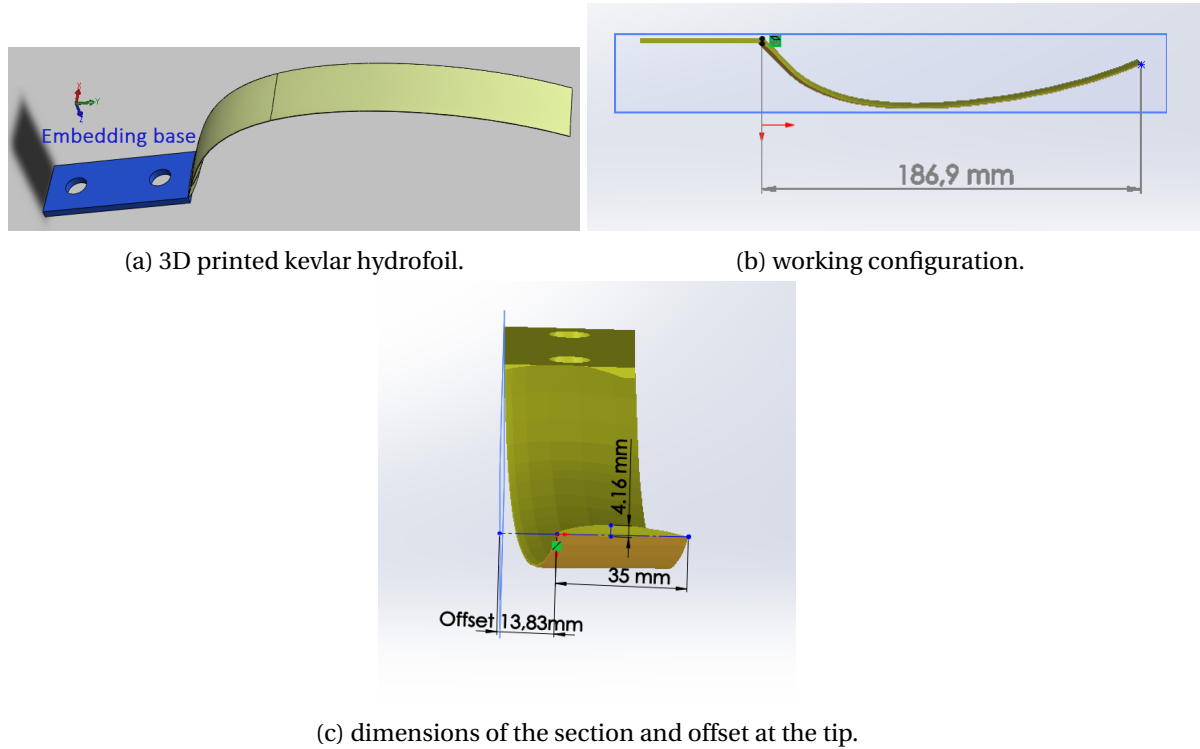 X
Y
Z
Embedding base
186,9 mm
(a) 3D printed kevlar hydrofoil.
(b) working configuration.
4.16 mm
35 mm
Offset 13,83mm
(c) dimensions of the section and offset at the tip.